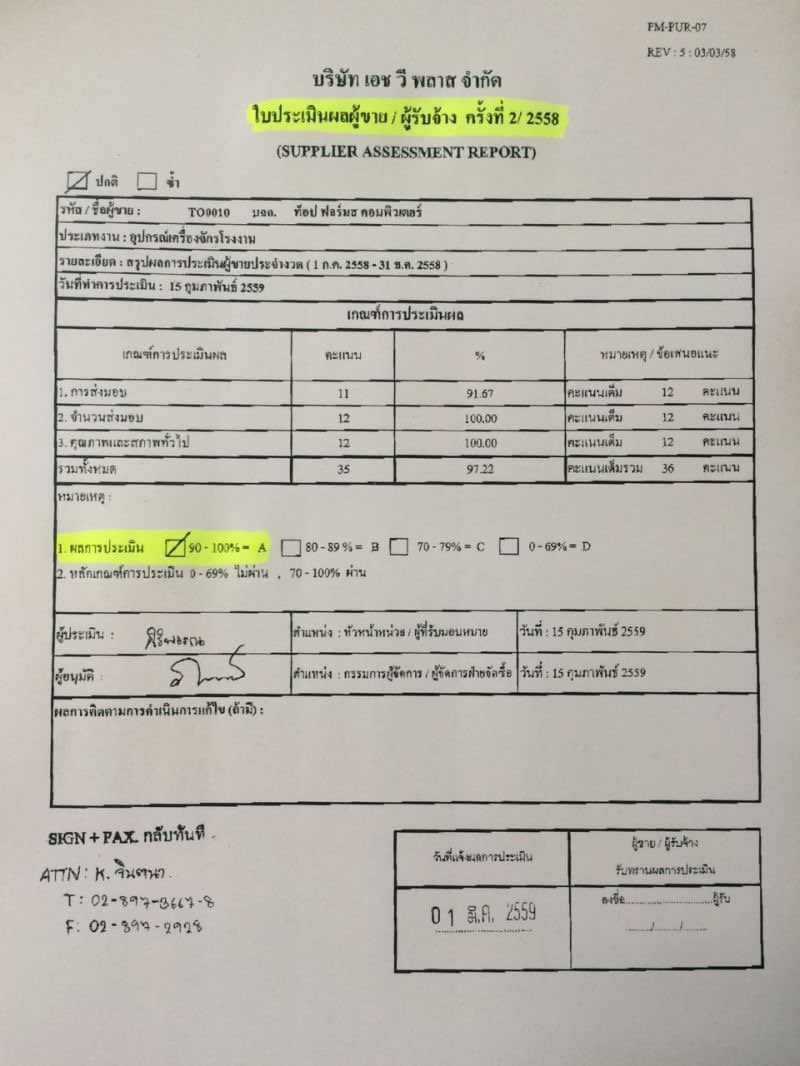 FM-PUR-07
REV : 5 : 03/03/58
บริษัท เอช วี พลาส จำกัด
ใบประเมินผลผู้ขาย / ผู้รับจ้าง ครั้งที่ 2/ 2558
(SUPPLIER ASSESSMENT REPORT)
ปกติ ซ้ำ
รหัส / ชื่อผู้ขาย : TO0010 บจก. ท้อป ฟอร์มส คอมพิวเตอร์
ประเภทงาน : อุปกรณ์เครื่องจักรโรงงาน
รายละเอียด : สรุปผลการประเมินผู้ขายประจำงวด ( 1 ก.ค. 2558 - 31 ธ.ค. 2558 )
วันที่ทำการประเมิน : 15 กุมภาพันธ์ 2559
เกณฑ์การประเมินผล
เกณฑ์การประเมินผล คะแนน % หมายเหตุ / ข้อเสนอแนะ
1. การส่งมอบ 11 91.67 คะแนนเต็ม 12 คะแนน
2. จำนวนส่งมอบ 12 100.00 คะแนนเต็ม 12 คะแนน
3. คุณภาพและสภาพทั่วไป 12 100.00 คะแนนเต็ม 12 คะแนน
รวมทั้งหมด 35 97.22 คะแนนเต็มรวม 36 คะแนน
หมายเหตุ :
1. ผลการประเมิน 90 - 100% = A 80 - 89 % = B 70 - 79% = C 0 - 69% = D
2. หลักเกณฑ์การประเมิน 0 - 69% ไม่ผ่าน , 70 - 100% ผ่าน
ผู้ประเมิน : ตำแหน่ง : หัวหน้าหน่วย / ผู้ที่รับมอบหมาย วันที่ : 15 กุมภาพันธ์ 2559
ผู้อนุมัติ : ตำแหน่ง : กรรมการผู้จัดการ / ผู้จัดการฝ่ายจัดซื้อ วันที่ : 15 กุมภาพันธ์ 2559
ผลการติดตามการดำเนินการแก้ไข (ถ้ามี) :
SIGN + FAX. กลับทันที -
ATTN : K. จินตนา .
T : 02-897-3667-8
F : 02-897-2928
วันที่แจ้งผลการประเมิน
ผู้ขาย / ผู้รับจ้าง
รับทราบผลการประเมิน
01 มี.ค. 2559
ลงชื่อ..............................ผู้รับ
........./........./.........